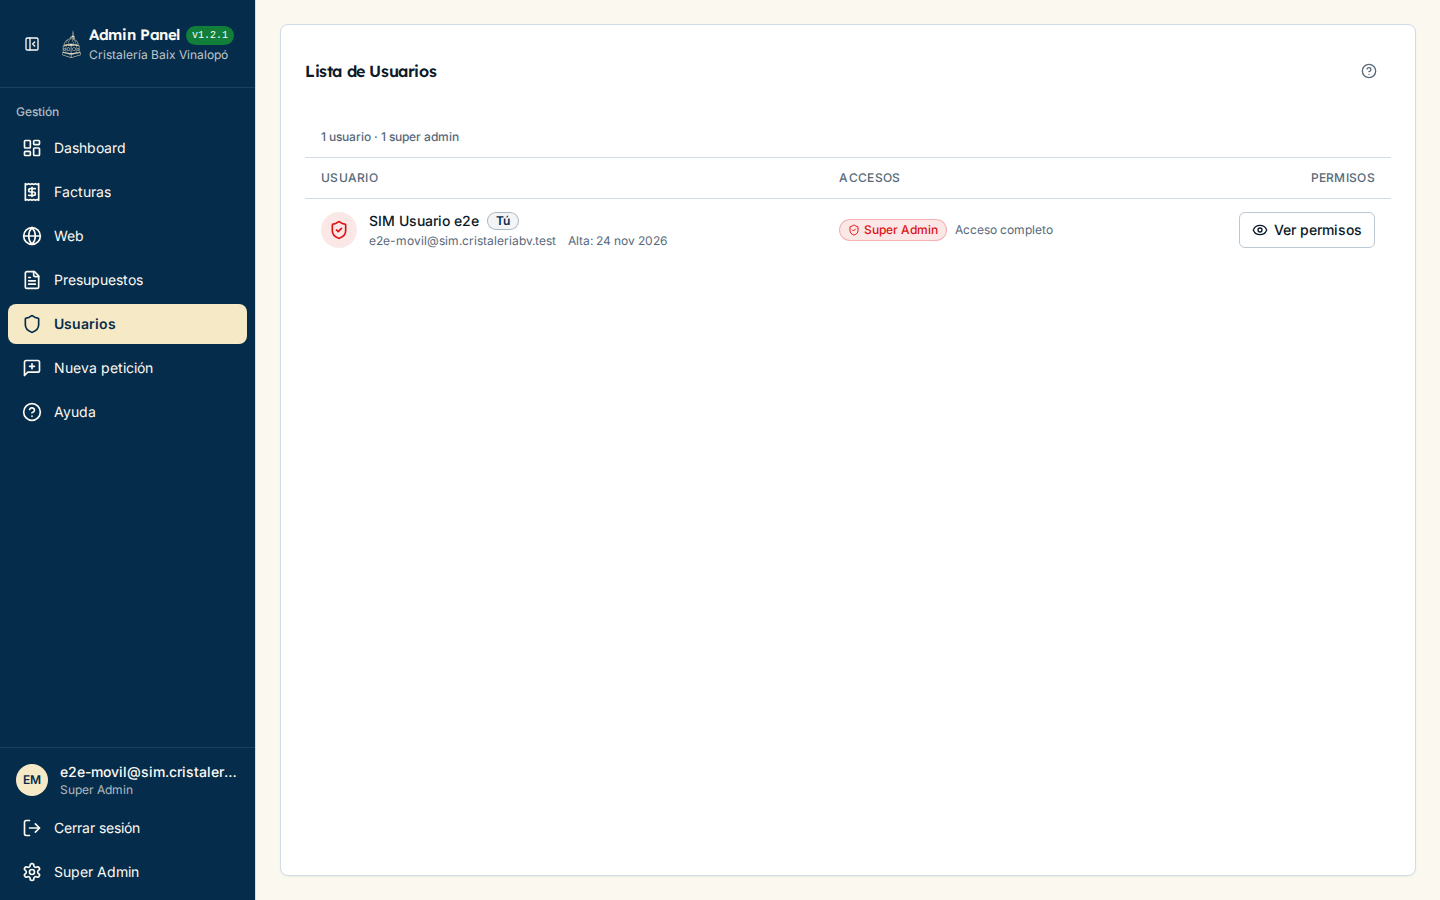 Admin Panel v1.2.1
Cristalería Baix Vinalopó
Gestión
Dashboard
Facturas
Web
Presupuestos
Usuarios
Nueva petición
Ayuda
EM
e2e-movil@sim.cristaler...
Super Admin
Cerrar sesión
Super Admin
Lista de Usuarios
1 usuario · 1 super admin
USUARIO ACCESOS PERMISOS
SIM Usuario e2e Tú
e2e-movil@sim.cristaleriabv.test Alta: 24 nov 2026
Super Admin Acceso completo
Ver permisos